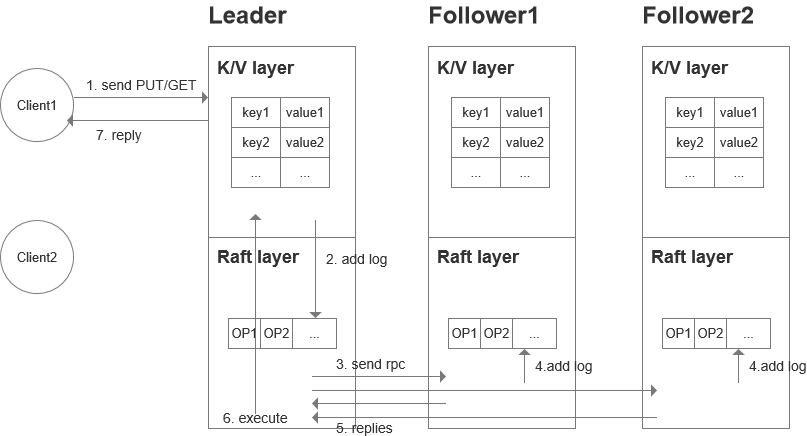 Leader
Follower1
Follower2
K/V layer
K/V layer
K/V layer
1. send PUT/GET
Client1
key1 value1
key1 value1
key1 value1
7. reply
key2 value2
key2 value2
key2 value2
... ...
... ...
... ...
Client2
Raft layer
2. add log
Raft layer
Raft layer
OP1 OP2 ...
OP1 OP2 ...
OP1 OP2 ...
3. send rpc
4.add log
4.add log
6. execute
5. replies